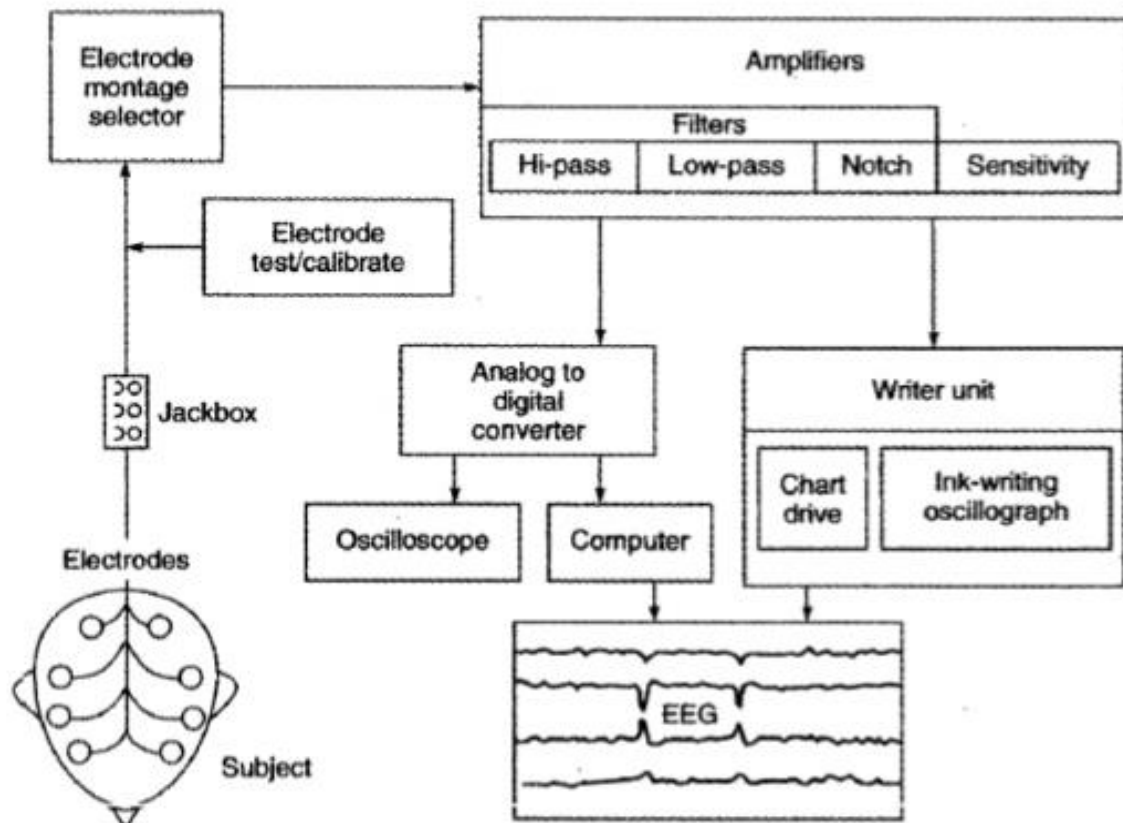 Electrode
montage
selector
Amplifiers
Filters
Hi-pass
Low-pass
Notch
Sensitivity
Electrode
test/calibrate
Jackbox
Analog to
digital
converter
Writer unit
Chart
drive
Ink-writing
oscillograph
Oscilloscope
Computer
Electrodes
EEG
Subject